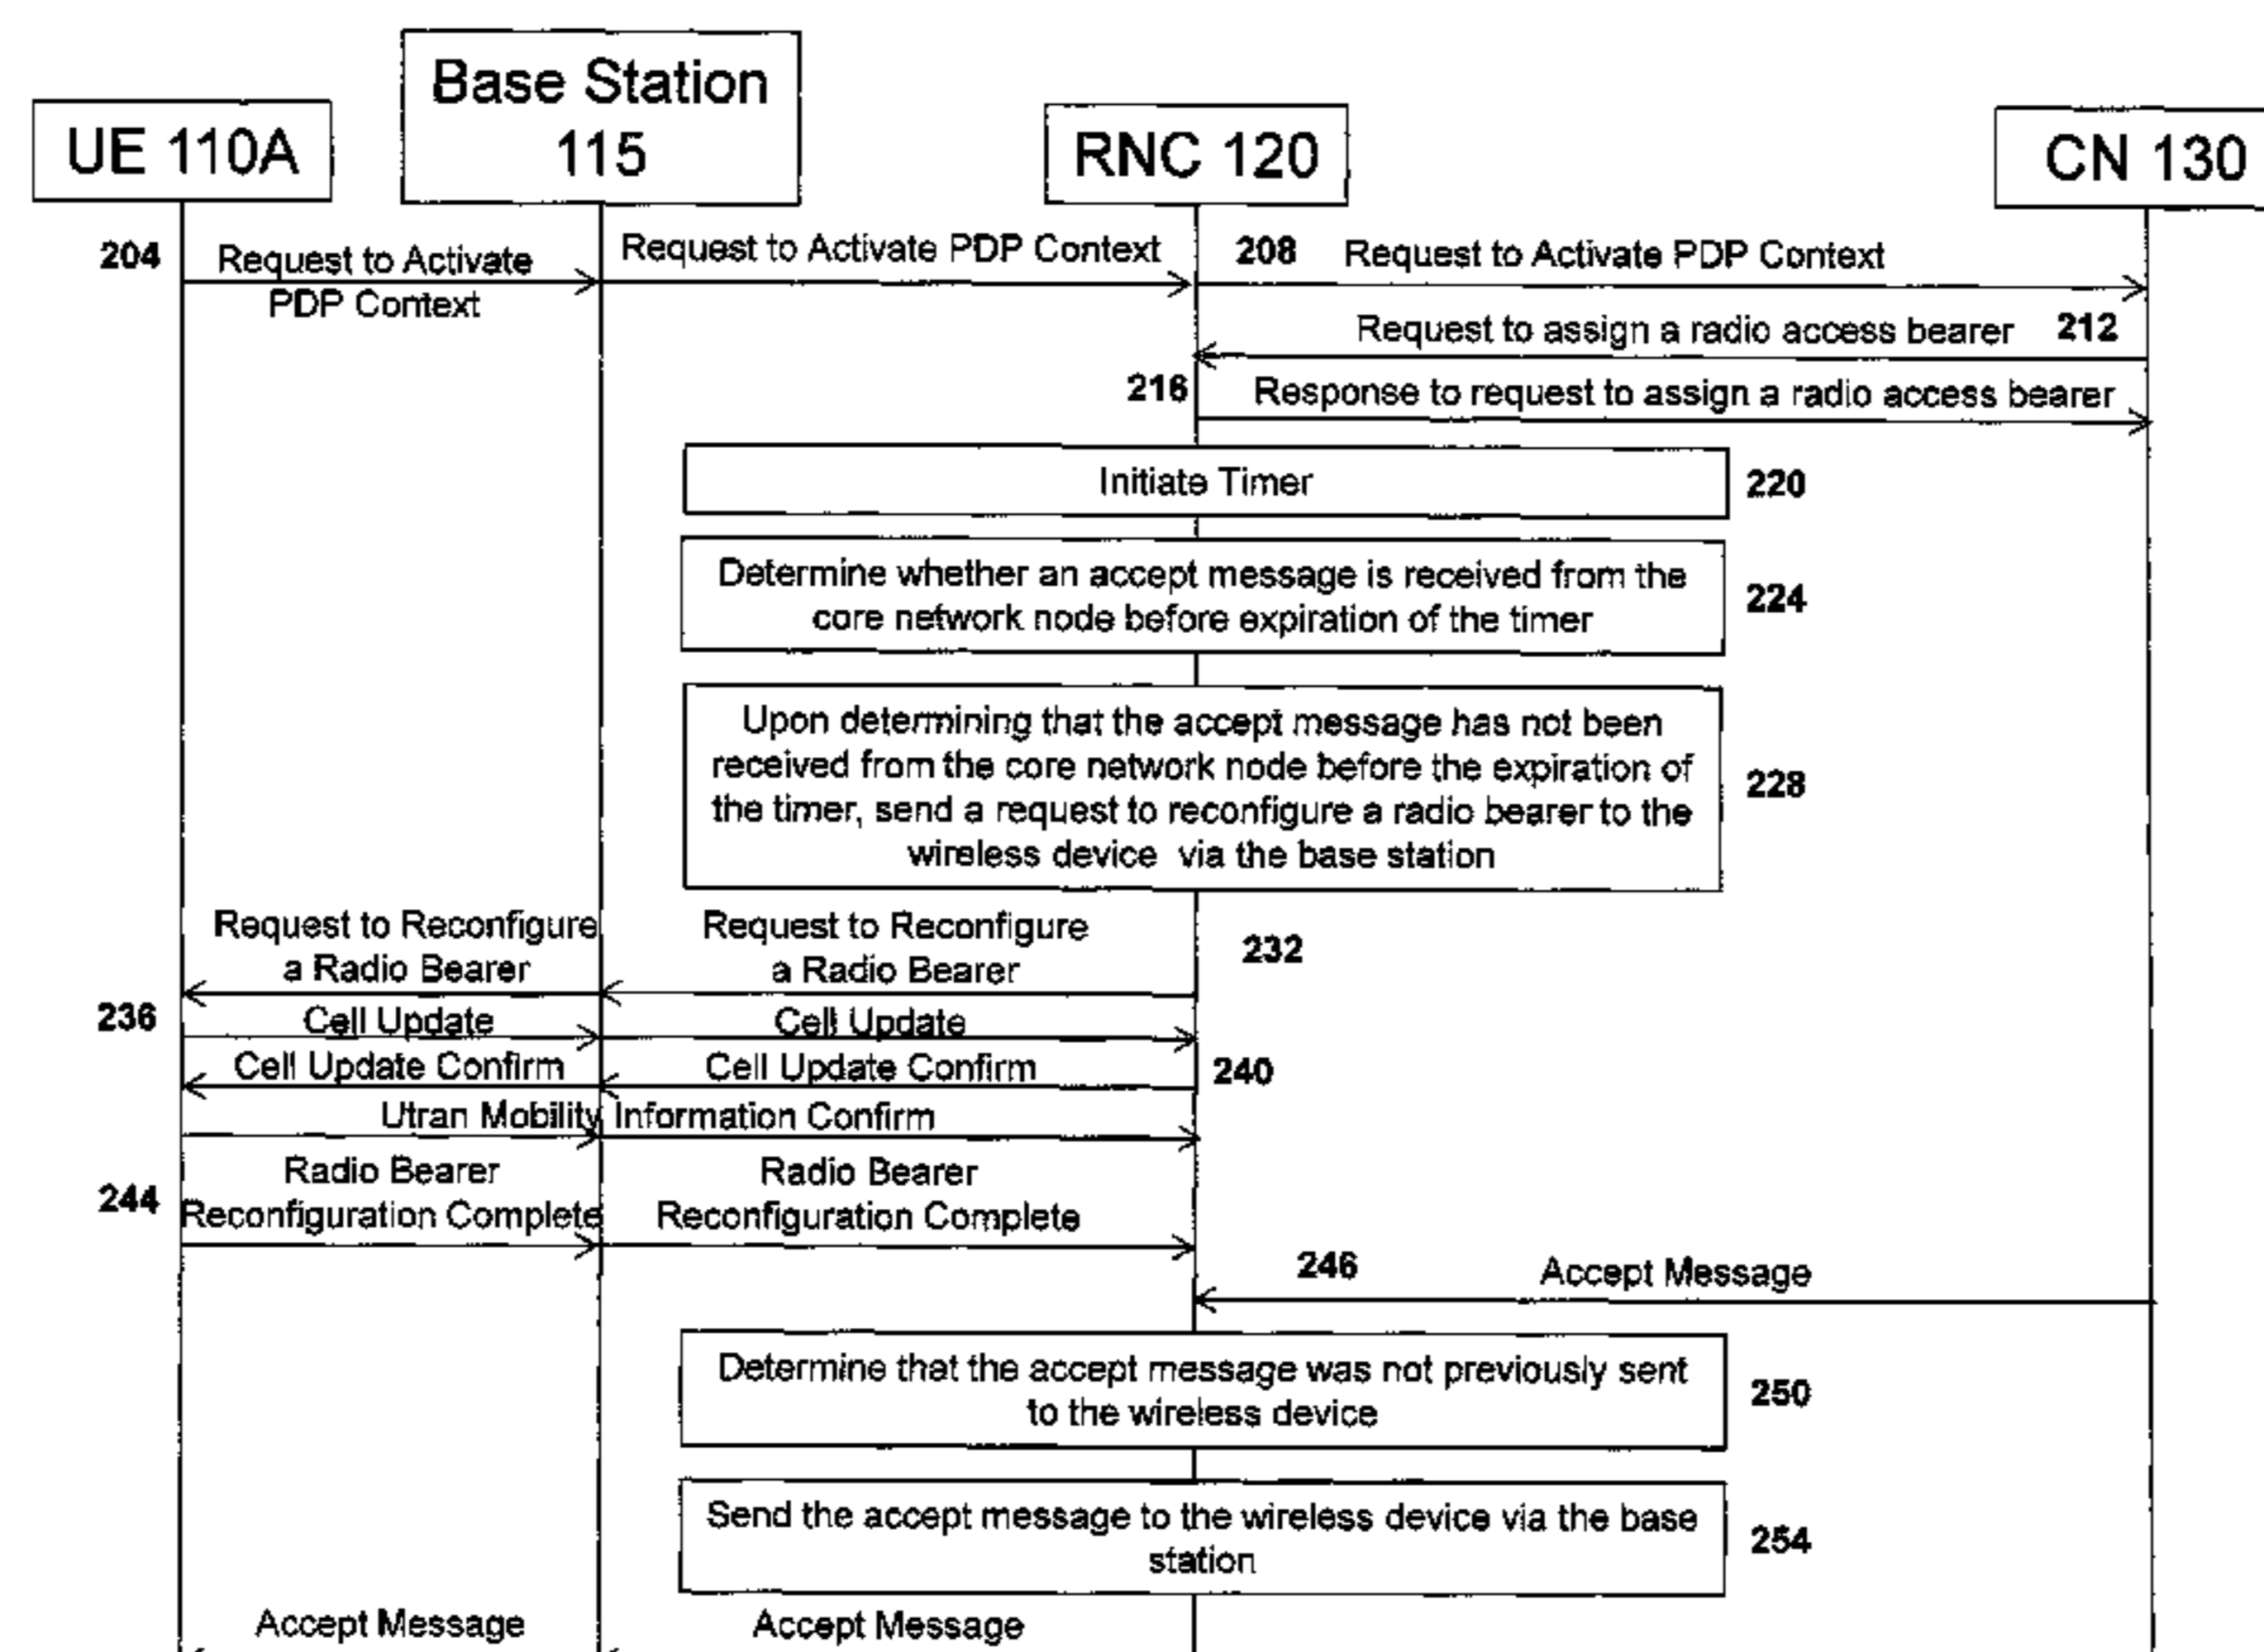 Base Station
115
UE 110A
RNC 120
CN 130
204
Request to Activate
PDP Context
Request to Activate PDP Context
208
Request to Activate PDP Context
Request to assign a radio access bearer
212
216
Response to request to assign a radio access bearer
Initiate Timer
220
Determine whether an accept message is received from the
core network node before expiration of the timer
224
Upon determining that the accept message has not been
received from the core network node before the expiration of
the timer, send a request to reconfigure a radio bearer to the
wireless device via the base station
228
Request to Reconfigure
a Radio Bearer
Request to Reconfigure
a Radio Bearer
232
236
Cell Update
Cell Update
Cell Update Confirm
Cell Update Confirm
240
Utran Mobility Information Confirm
244
Radio Bearer
Reconfiguration Complete
Radio Bearer
Reconfiguration Complete
246
Accept Message
Determine that the accept message was not previously sent
to the wireless device
250
Send the accept message to the wireless device via the base
station
254
Accept Message
Accept Message